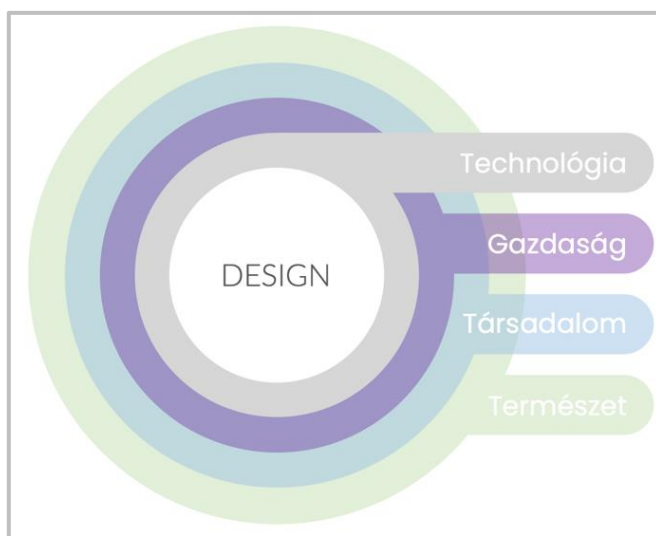 Technológia
Gazdaság
DESIGN
Társadalom
Természet